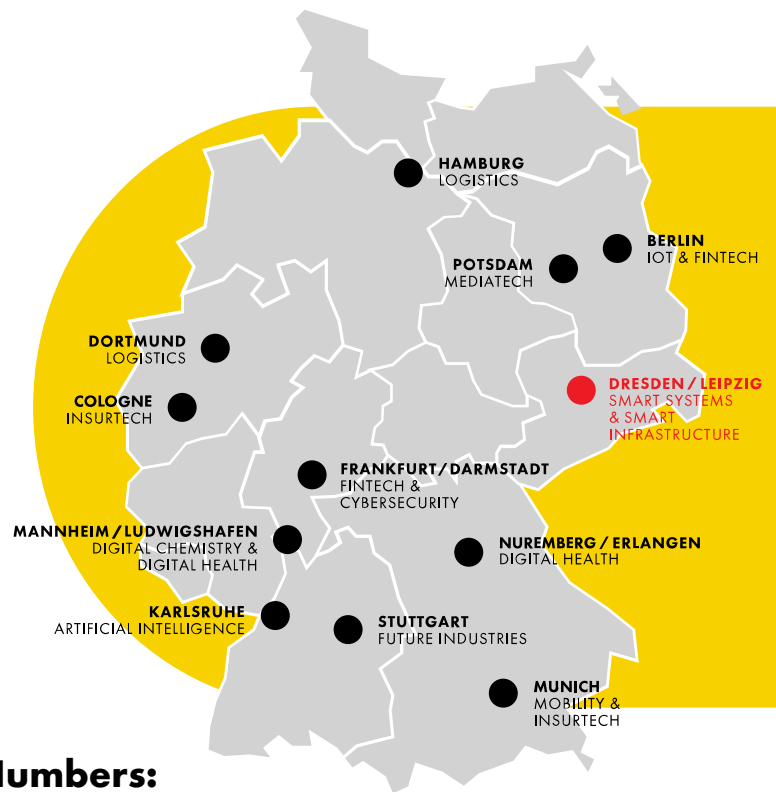 HAMBURG
LOGISTICS
BERLIN
IOT & FINTECH
POTSDAM
MEDIATECH
DORTMUND
LOGISTICS
DRESDEN / LEIPZIG
SMART SYSTEMS
& SMART
INFRASTRUCTURE
COLOGNE
INSURTECH
FRANKFURT / DARMSTADT
FINTECH &
CYBERSECURITY
MANNHEIM / LUDWIGSHAFEN
DIGITAL CHEMISTRY &
DIGITAL HEALTH
NUREMBERG / ERLANGEN
DIGITAL HEALTH
KARLSRUHE
ARTIFICIAL INTELLIGENCE
STUTTGART
FUTURE INDUSTRIES
MUNICH
MOBILITY &
INSURTECH
Numbers: